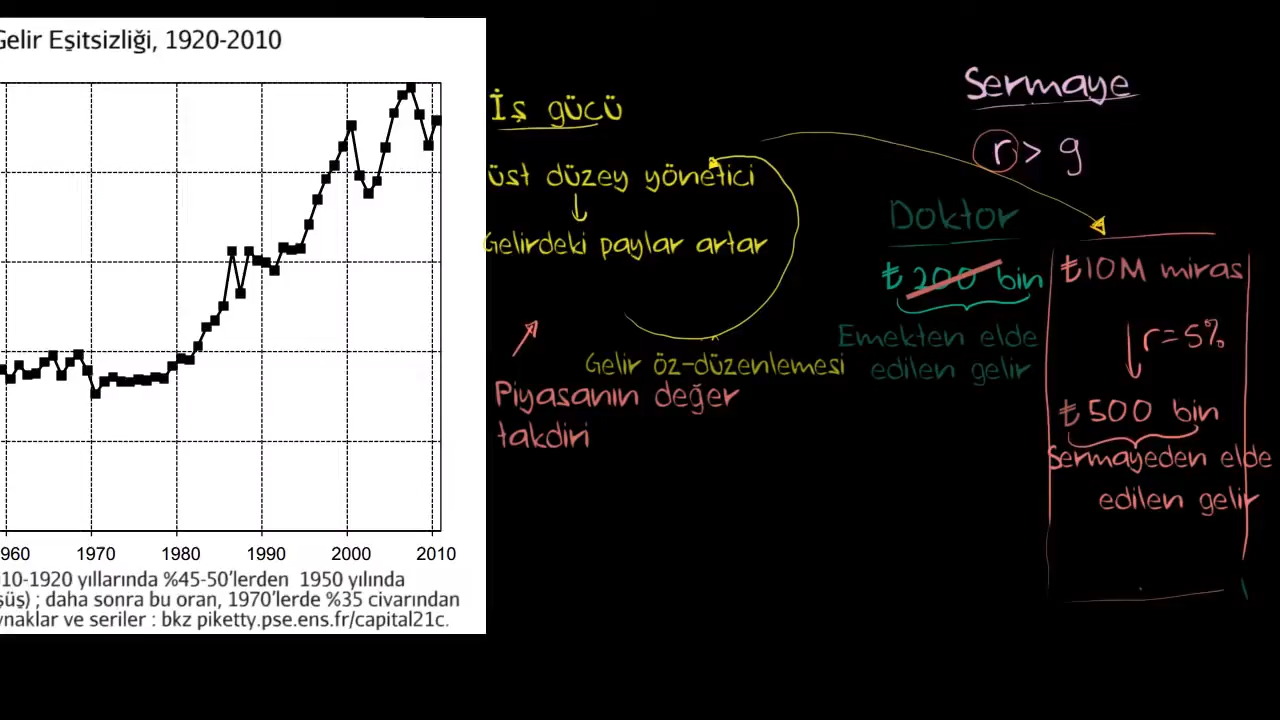 Gelir Eşitsizliği, 1920-2010
960 1970 1980 1990 2000 2010
10-1920 yıllarında %45-50'lerden 1950 yılında
şüş) ; daha sonra bu oran, 1970'lerde %35 civarından
ynaklar ve seriler : bkz piketty.pse.ens.fr/capital21c.
İş gücü
üst düzey yönetici
Gelirdeki paylar artar
Gelir öz-düzenlemesi
Piyasanın değer
takdiri
Sermaye
r > g
Doktor
₺ 200 bin
Emekten elde
edilen gelir
₺10M miras
r=5%
₺500 bin
Sermayeden elde
edilen gelir